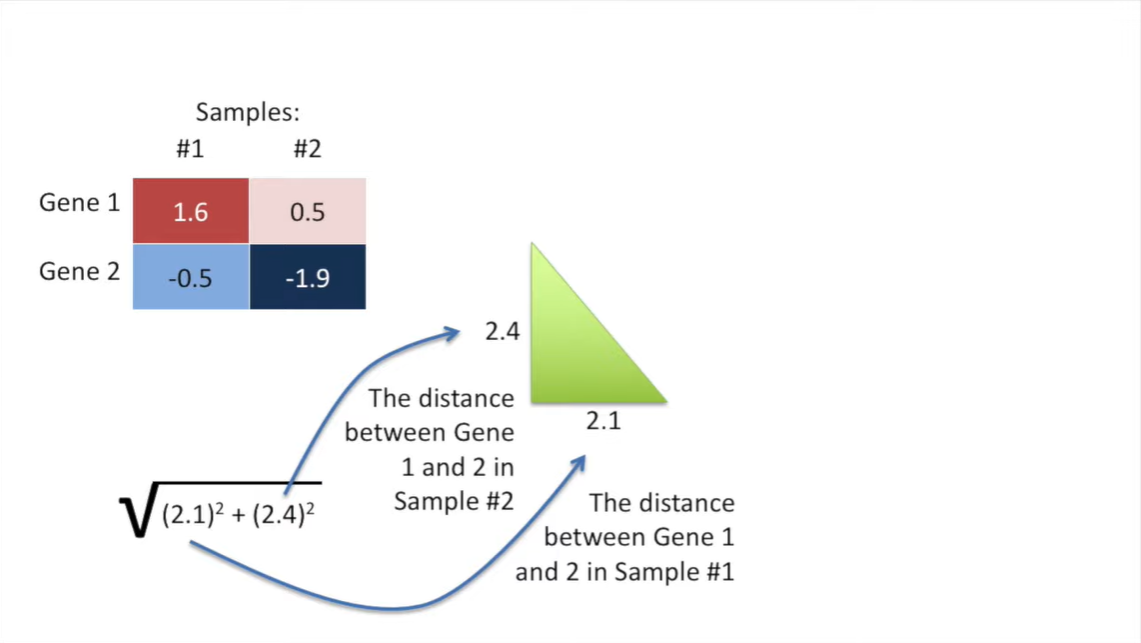 Samples:
#1 #2
Gene 1 1.6 0.5
Gene 2 -0.5 -1.9
2.4
The distance
between Gene
1 and 2 in
Sample #2
2.1
The distance
between Gene 1
and 2 in Sample #1
√(2.1)² + (2.4)²